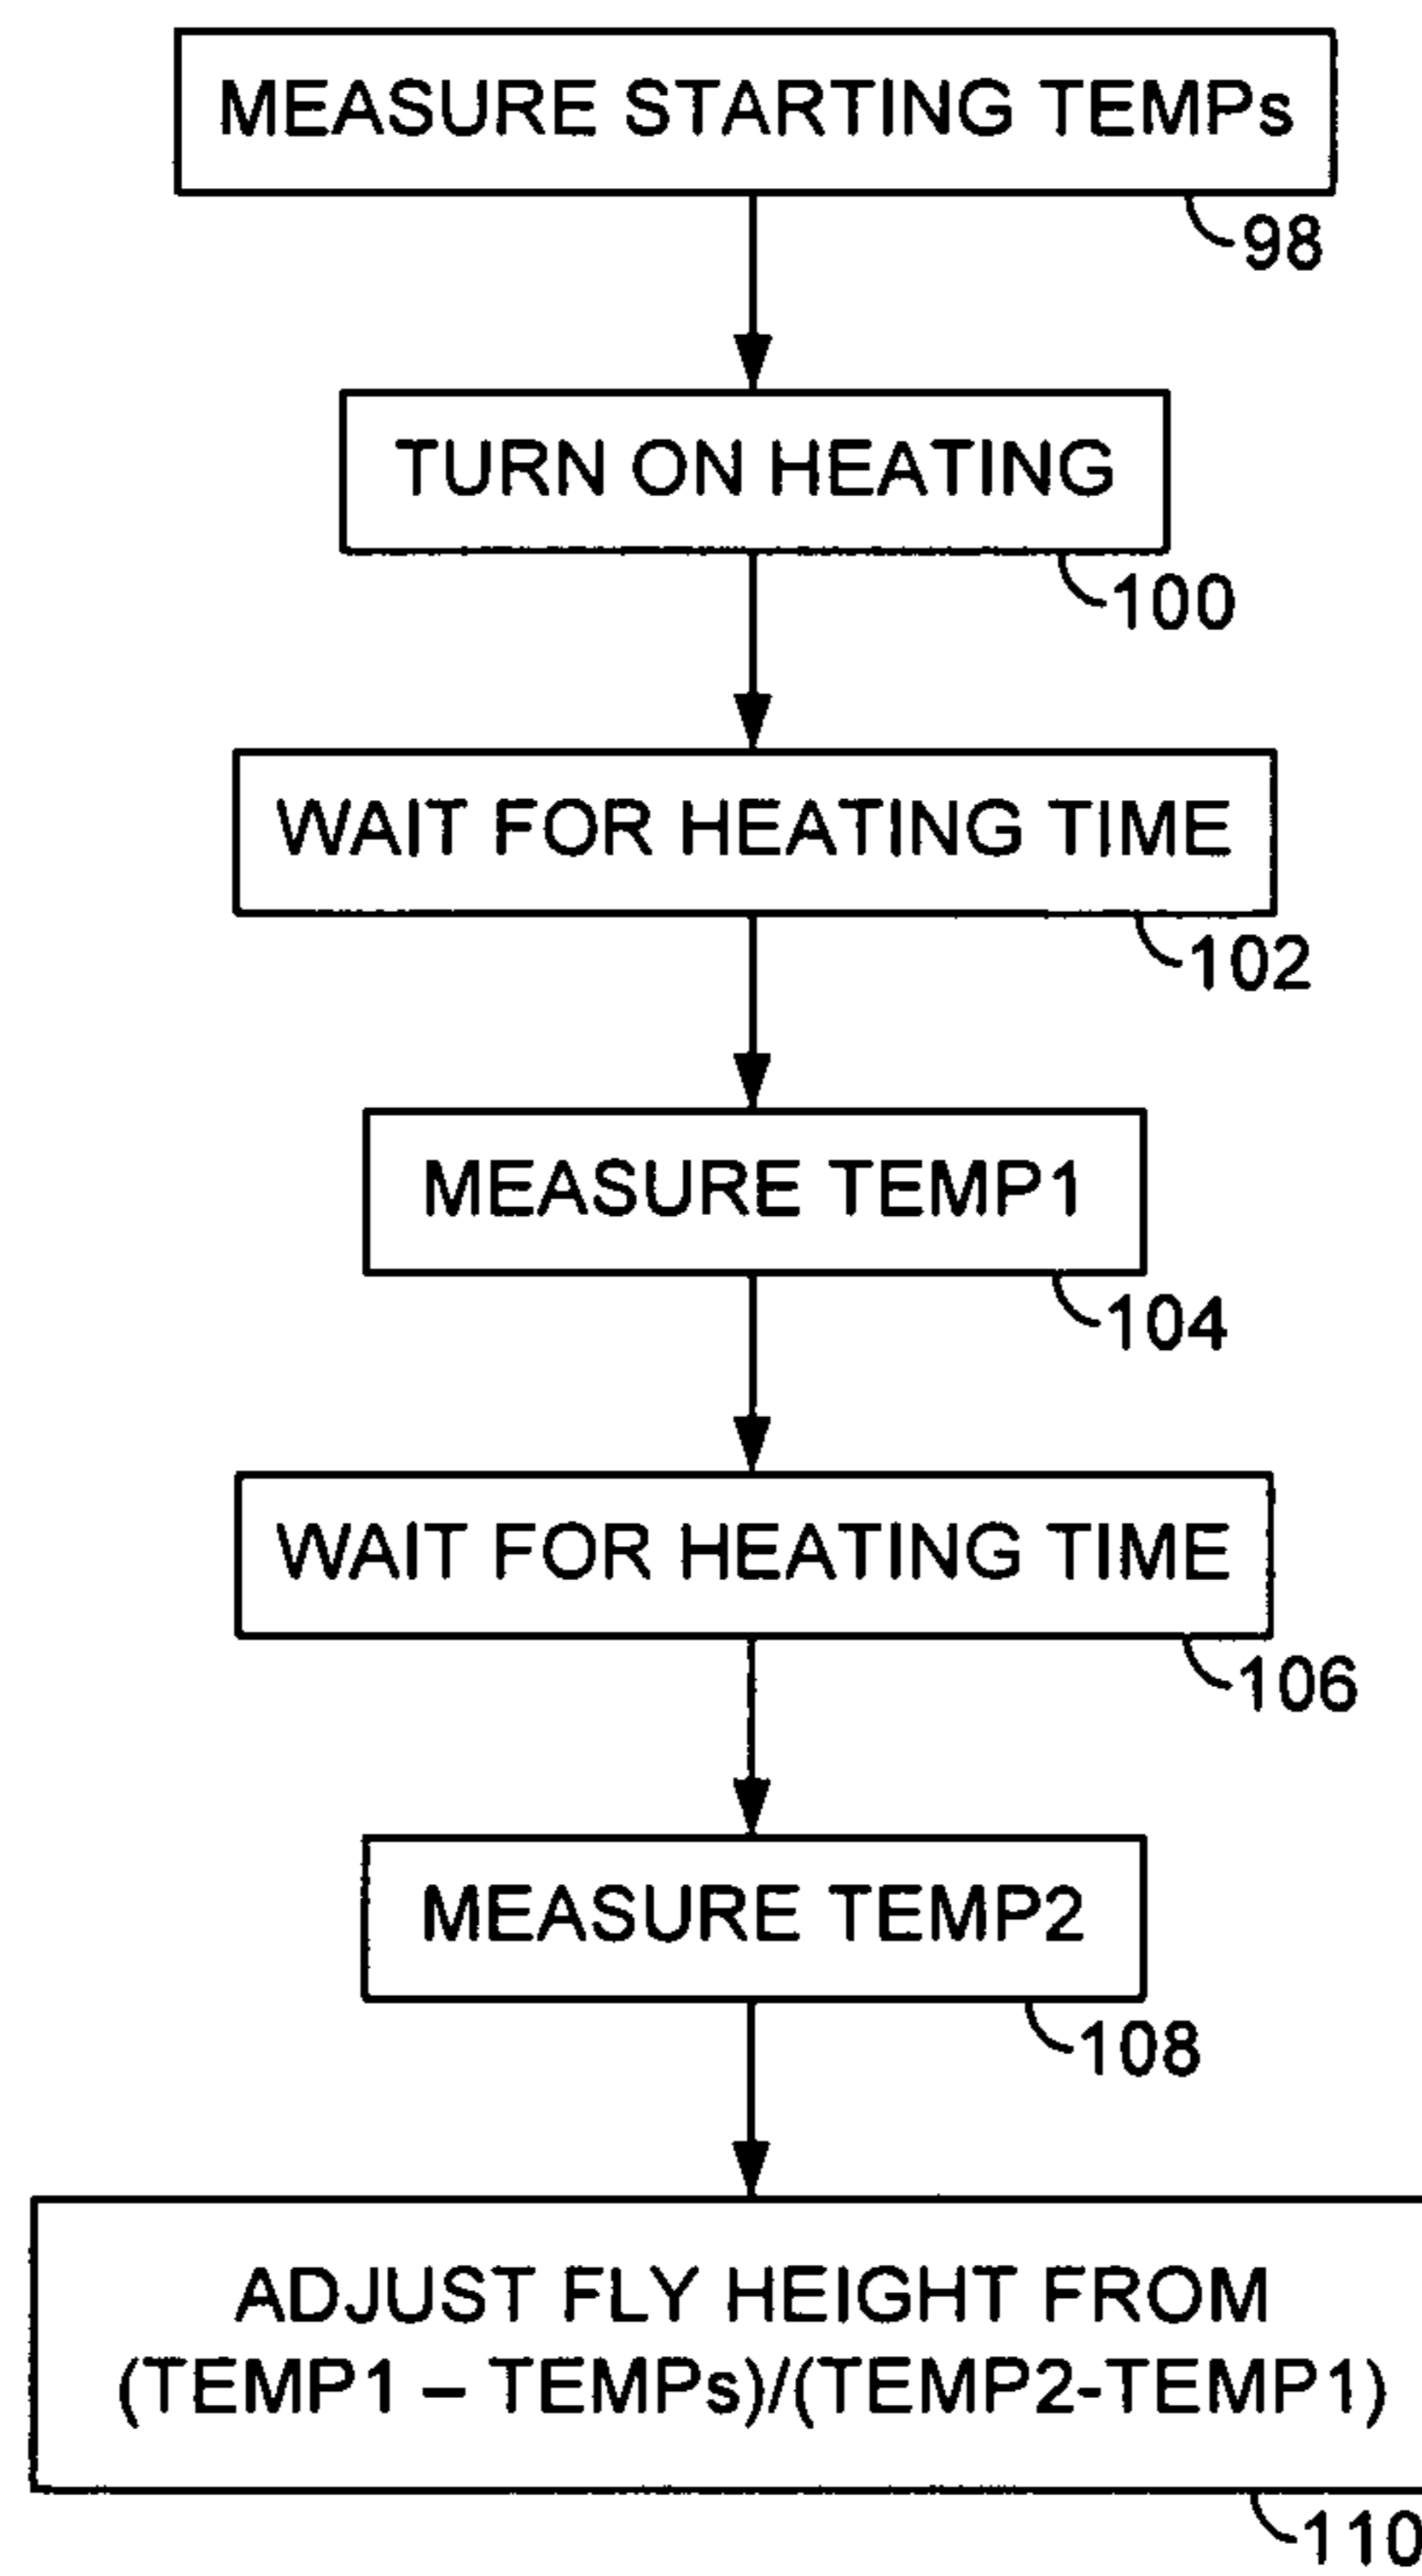 MEASURE STARTING TEMPs
98
TURN ON HEATING
100
WAIT FOR HEATING TIME
102
MEASURE TEMP1
104
WAIT FOR HEATING TIME
106
MEASURE TEMP2
108
ADJUST FLY HEIGHT FROM
(TEMP1 – TEMPs)/(TEMP2-TEMP1)
110